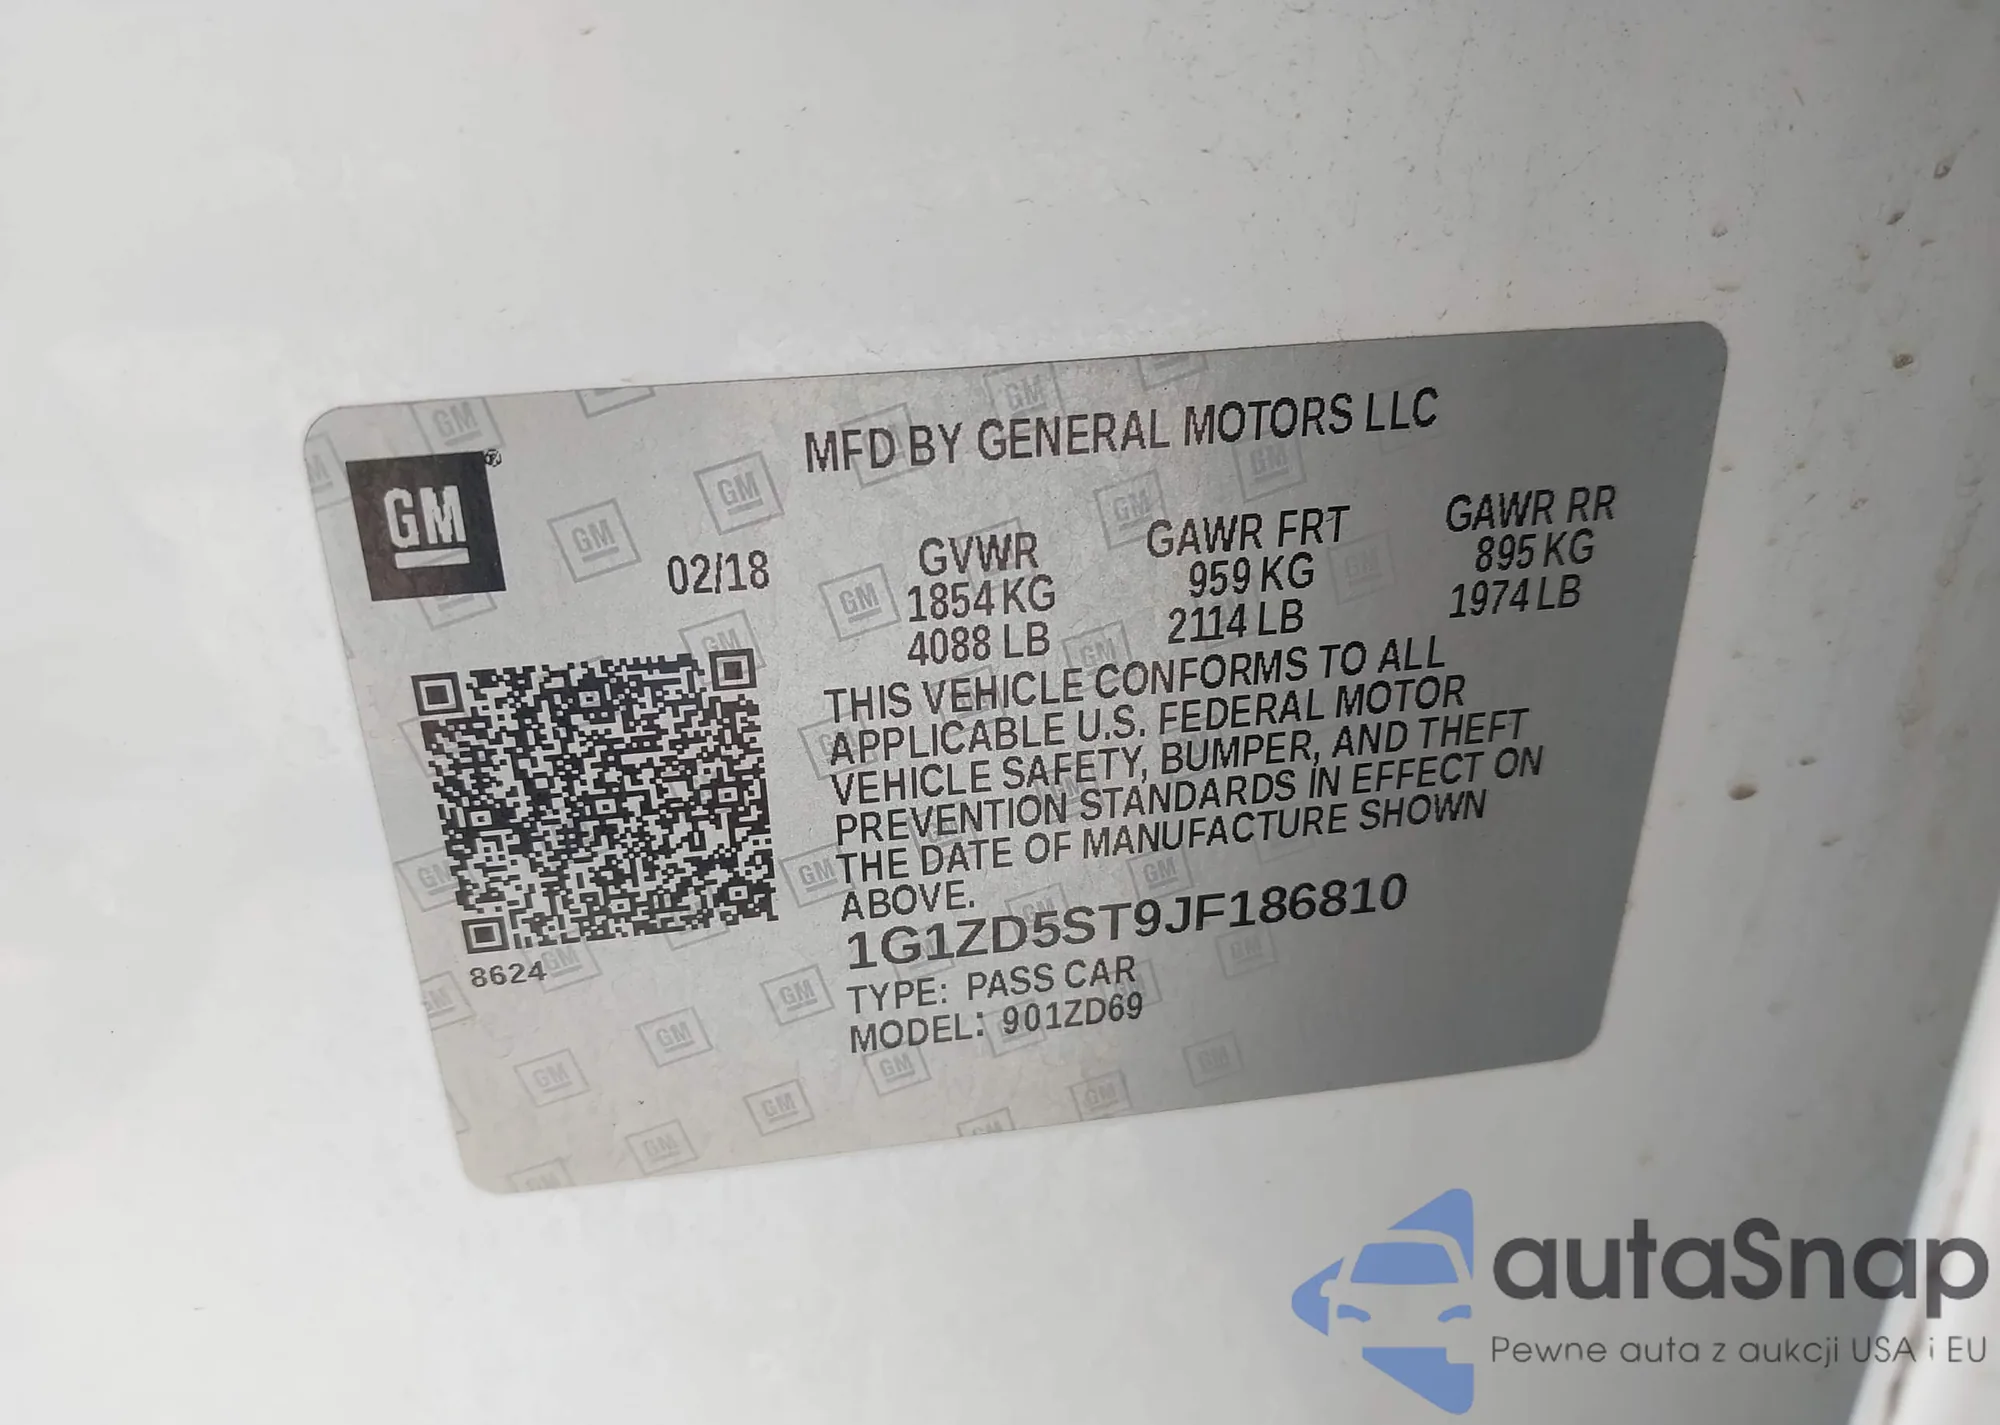 MFD BY GENERAL MOTORS LLC
GM®
02/18
GVWR
1854 KG
4088 LB
GAWR FRT
959 KG
2114 LB
GAWR RR
895 KG
1974 LB
THIS VEHICLE CONFORMS TO ALL
APPLICABLE U.S. FEDERAL MOTOR
VEHICLE SAFETY, BUMPER, AND THEFT
PREVENTION STANDARDS IN EFFECT ON
THE DATE OF MANUFACTURE SHOWN
ABOVE.
1G1ZD5ST9JF186810
TYPE: PASS CAR
MODEL: 901ZD69
8624
autaSnap
Pewne auta z aukcji USA i EU